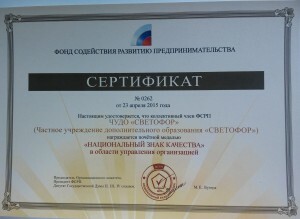 ФОНД СОДЕЙСТВИЯ РАЗВИТИЮ ПРЕДПРИНИМАТЕЛЬСТВА
СЕРТИФИКАТ
№ 0262
от 23 апреля 2015 года
Настоящим удостоверяется, что коллективный член ФСРП
ЧУДО «СВЕТОФОР»
(Частное учреждение дополнительного образования «СВЕТОФОР»)
награждается почётной медалью
«НАЦИОНАЛЬНЫЙ ЗНАК КАЧЕСТВА»
в области управления организацией